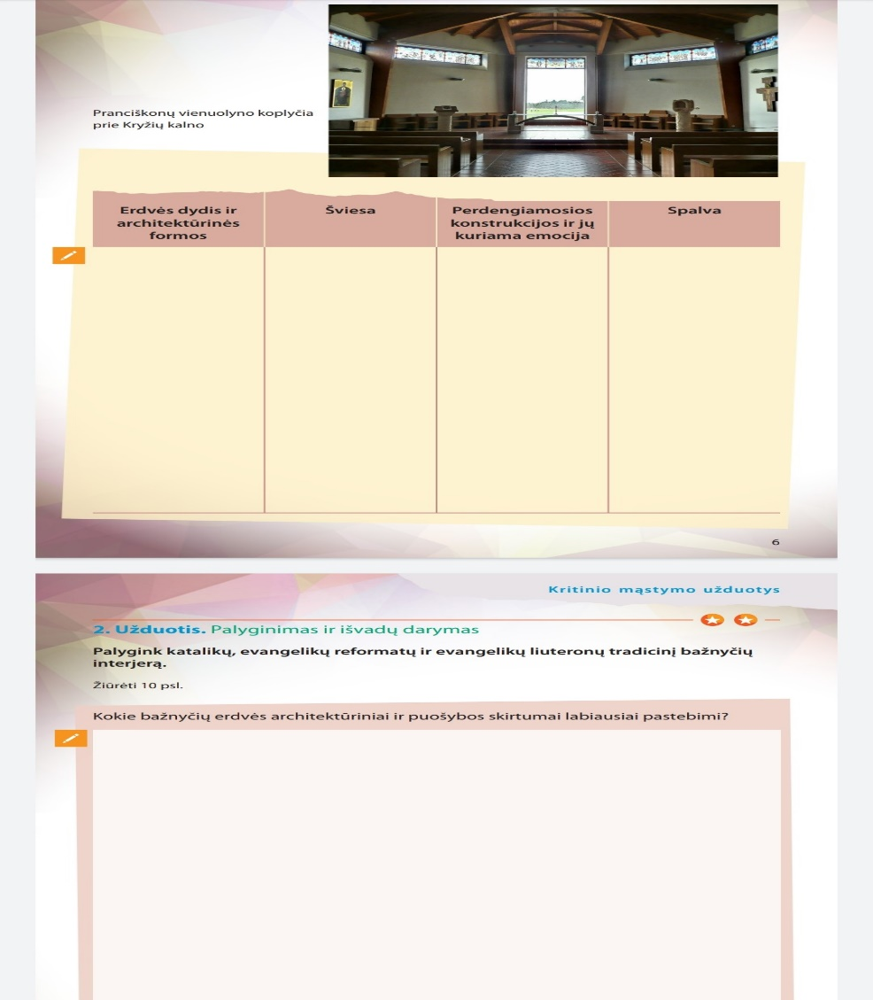 Pranciškonų vienuolyno koplyčia
prie Kryžių kalno
Erdvės dydis ir
architektūrinės
formos
Šviesa
Perdengiamosios
konstrukcijos ir jų
kuriama emocija
Spalva
6
Kritinio mąstymo užduotys
2. Užduotis. Palyginimas ir išvadų darymas
Palygink katalikų, evangelikų reformatų ir evangelikų liuteronų tradicinį bažnyčių
interjerą.
Žiūrėti 10 psl.
Kokie bažnyčių erdvės architektūriniai ir puošybos skirtumai labiausiai pastebimi?